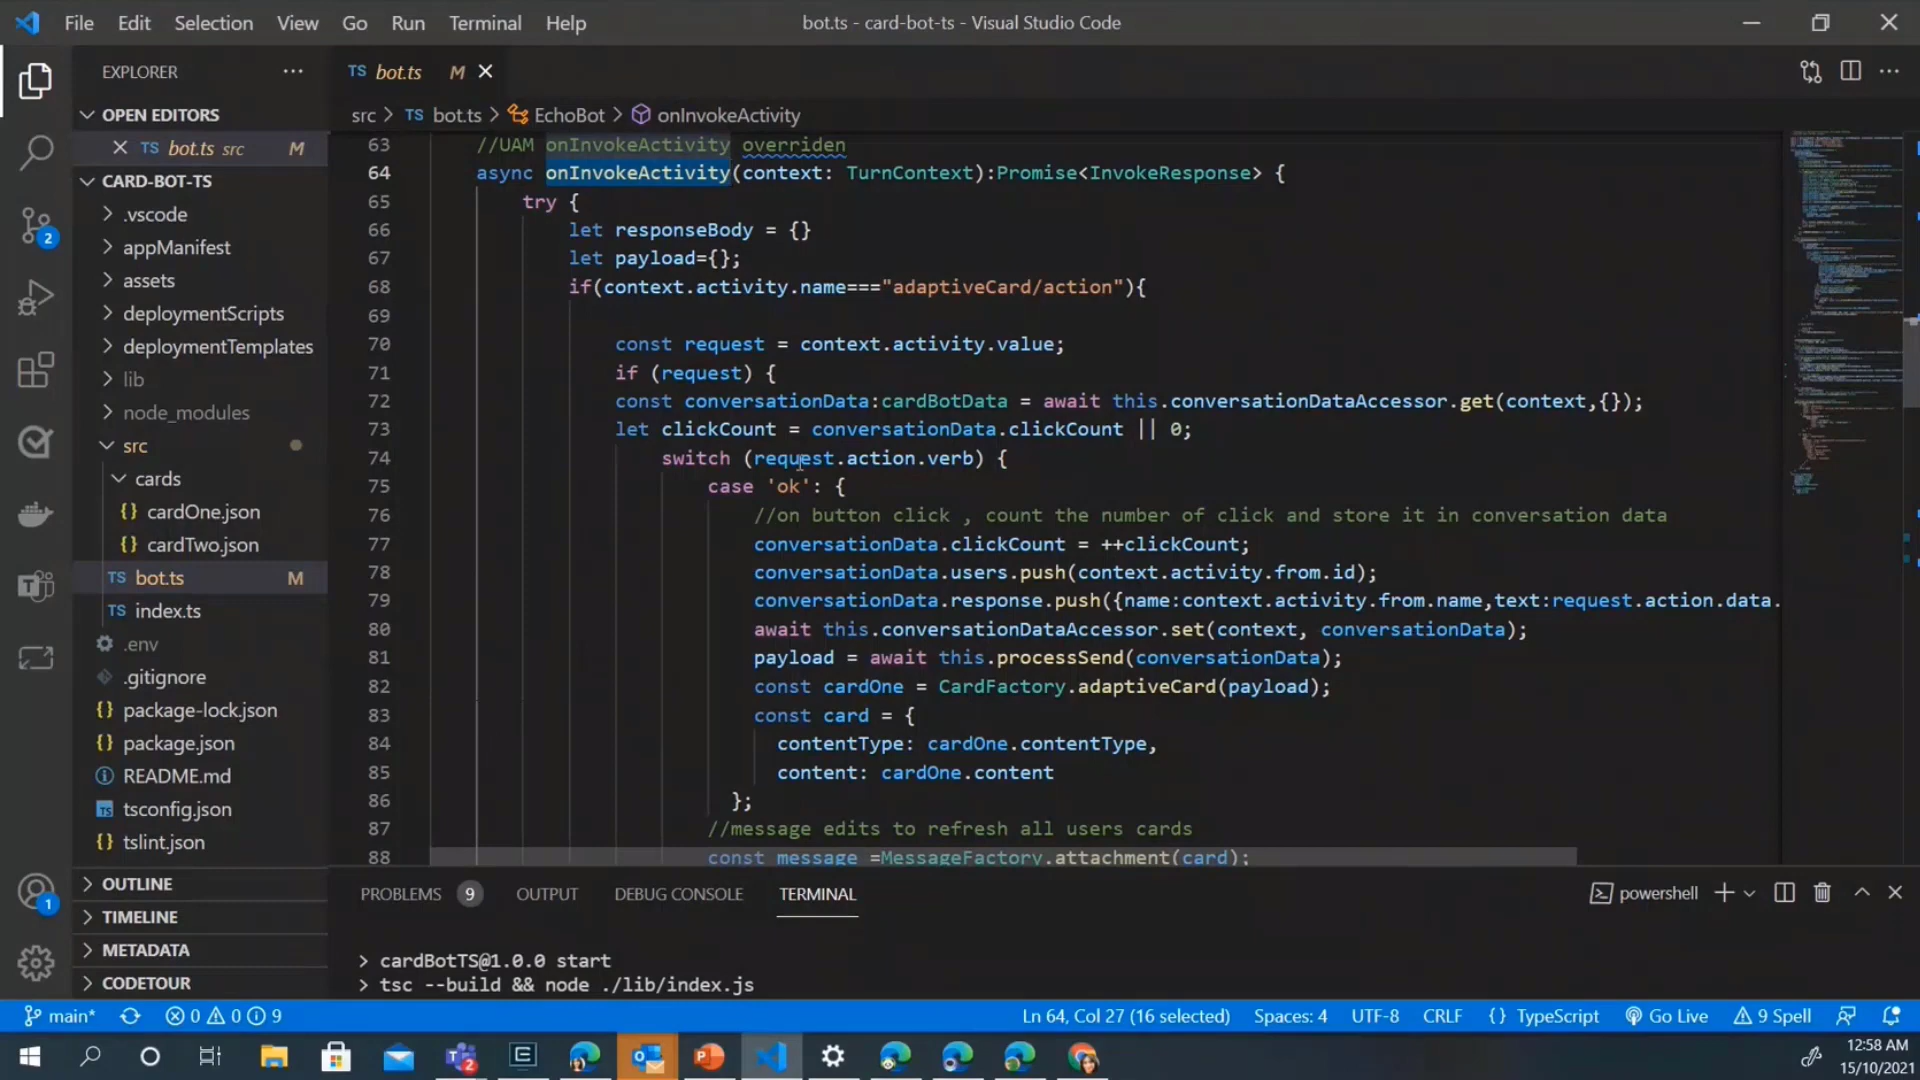 File Edit Selection View Go Run Terminal Help
bot.ts - card-bot-ts - Visual Studio Code
EXPLORER
OPEN EDITORS
TS bot.ts src M
CARD-BOT-TS
.vscode
appManifest
assets
deploymentScripts
deploymentTemplates
lib
node_modules
src
cards
{} cardOne.json
{} cardTwo.json
TS bot.ts M
TS index.ts
.env
.gitignore
{} package-lock.json
{} package.json
README.md
TS tsconfig.json
{} tslint.json
OUTLINE
TIMELINE
METADATA
CODETOUR
2
1
TS bot.ts M
src > TS bot.ts > EchoBot > onInvokeActivity
63 //UAM onInvokeActivity overriden
64 async onInvokeActivity(context: TurnContext):Promise<InvokeResponse> {
65 try {
66 let responseBody = {}
67 let payload={};
68 if(context.activity.name==="adaptiveCard/action"){
69
70 const request = context.activity.value;
71 if (request) {
72 const conversationData:cardBotData = await this.conversationDataAccessor.get(context,{});
73 let clickCount = conversationData.clickCount || 0;
74 switch (request.action.verb) {
75 case 'ok': {
76 //on button click , count the number of click and store it in conversation data
77 conversationData.clickCount = ++clickCount;
78 conversationData.users.push(context.activity.from.id);
79 conversationData.response.push({name:context.activity.from.name,text:request.action.data.
80 await this.conversationDataAccessor.set(context, conversationData);
81 payload = await this.processSend(conversationData);
82 const cardOne = CardFactory.adaptiveCard(payload);
83 const card = {
84 contentType: cardOne.contentType,
85 content: cardOne.content
86 };
87 //message edits to refresh all users cards
88 const message =MessageFactory.attachment(card);
PROBLEMS 9 OUTPUT DEBUG CONSOLE TERMINAL
powershell
> cardBotTS@1.0.0 start
> tsc --build && node ./lib/index.js
main* 0 0 9
Ln 64, Col 27 (16 selected) Spaces: 4 UTF-8 CRLF {} TypeScript Go Live 9 Spell
2
12:58 AM
15/10/2021